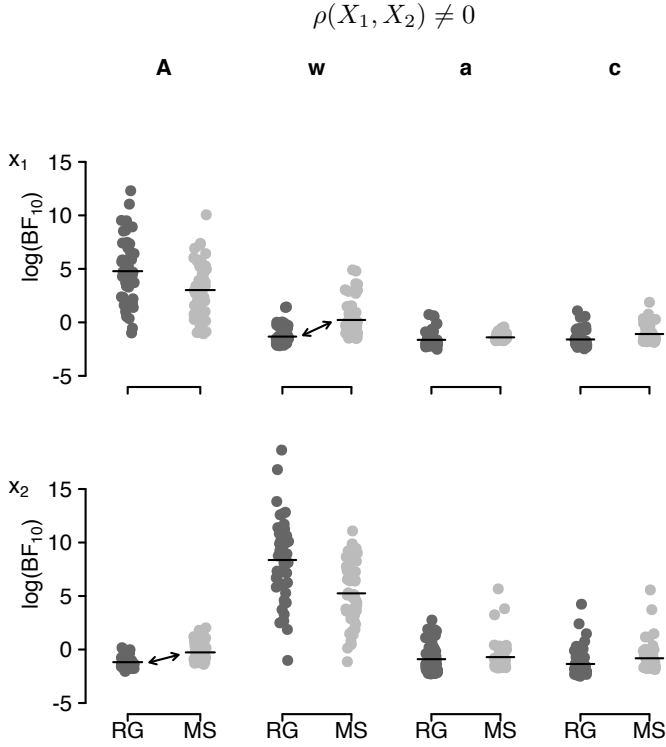 ρ(X₁, X₂) ≠ 0
A w a c
x₁
log(BF₁₀)
15
10
5
0
-5
x₂
log(BF₁₀)
15
10
5
0
-5
RG MS RG MS RG MS RG MS